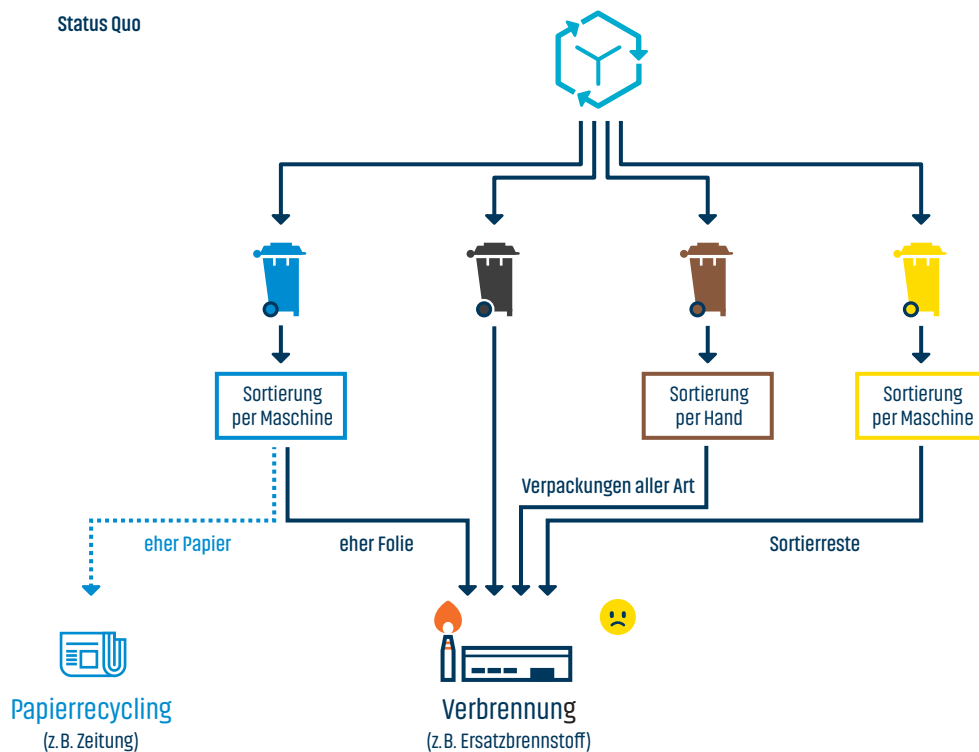 Status Quo
Sortierung
per Maschine
Sortierung
per Hand
Sortierung
per Maschine
Verpackungen aller Art
eher Papier
eher Folie
Sortierreste
Papierrecycling
(z.B. Zeitung)
Verbrennung
(z.B. Ersatzbrennstoff)